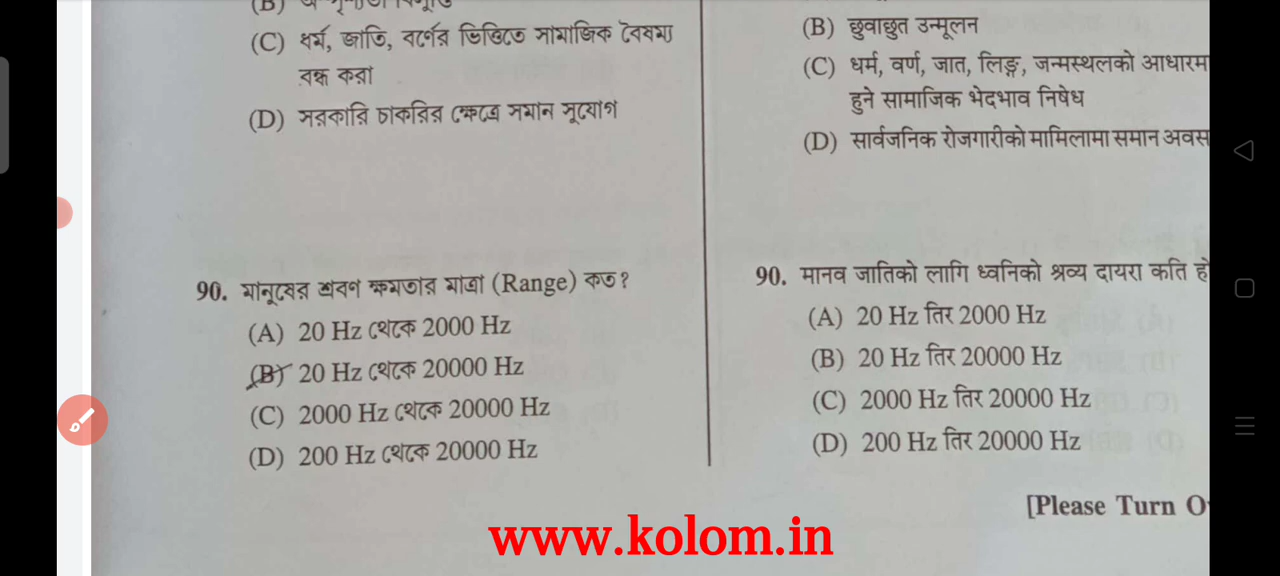 (C) ধর্ম, জাতি, বর্ণের ভিত্তিতে সামাজিক বৈষম্য
বন্ধ করা
(D) সরকারি চাকরির ক্ষেত্রে সমান সুযোগ
90. মানুষের শ্রবণ ক্ষমতার মাত্রা (Range) কত?
(A) 20 Hz থেকে 2000 Hz
(B) 20 Hz থেকে 20000 Hz
(C) 2000 Hz থেকে 20000 Hz
(D) 200 Hz থেকে 20000 Hz
(B) छुवाछुत उन्मूलन
(C) धर्म, वर्ण, जात, लिङ्ग, जन्मस्थलको आधारम
हुने सामाजिक भेदभाव निषेध
(D) सार्वजनिक रोजगारीको मामिलामा समान अवस
90. मानव जातिको लागि ध्वनिको श्रव्य दायरा कति हो
(A) 20 Hz तिर 2000 Hz
(B) 20 Hz तिर 20000 Hz
(C) 2000 Hz तिर 20000 Hz
(D) 200 Hz तिर 20000 Hz
[Please Turn O
www.kolom.in